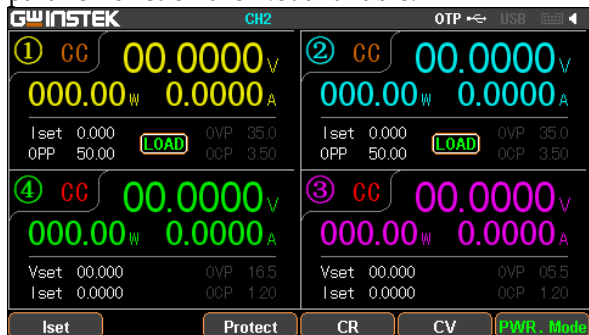 GWINSTEK CH2 OTP USB
① CC 00.0000V
000.00W 0.0000A
Iset 0.000 LOAD OVP 35.0
OPP 50.00 OCP 3.50
② CC 00.0000V
000.00W 0.0000A
Iset 0.000 LOAD OVP 35.0
OPP 50.00 OCP 3.50
④ CC 00.0000V
000.00W 0.0000A
Vset 00.000 OVP 16.5
Iset 0.0000 OCP 1.20
③ CC 00.0000V
000.00W 0.0000A
Vset 00.000 OVP 05.5
Iset 0.0000 OCP 1.20
Iset Protect CR CV PWR. Mode